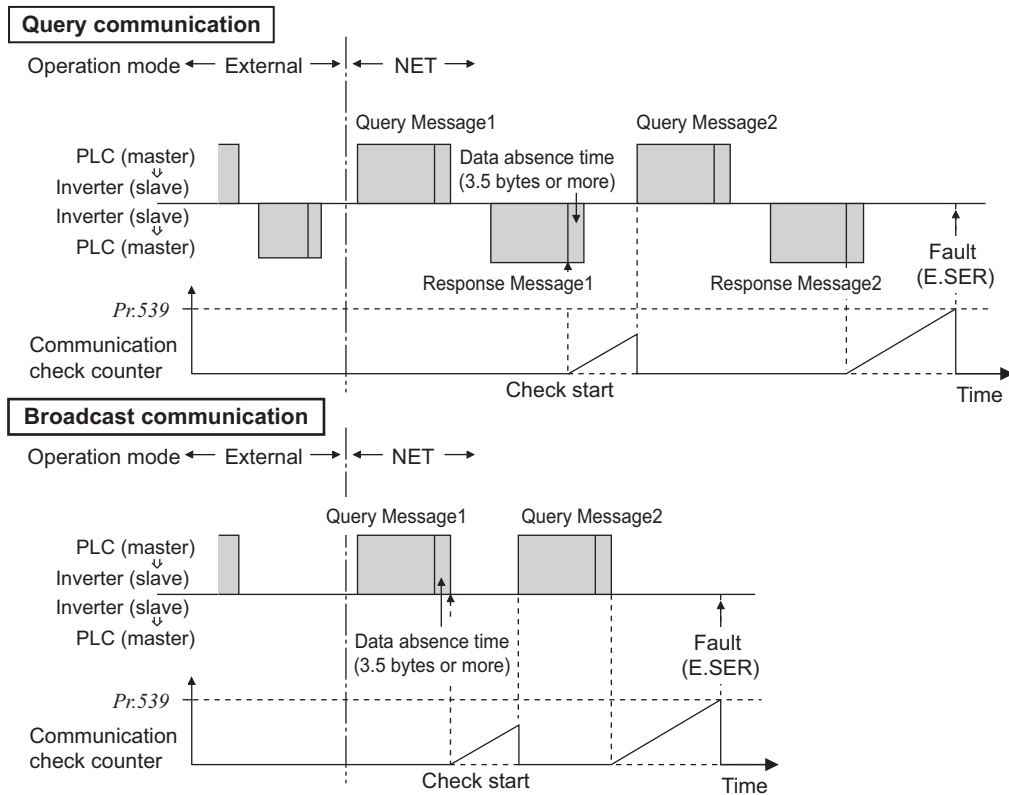 Query communication
Operation mode External NET
Query Message1 Query Message2
PLC (master)
Inverter (slave)
Data absence time
(3.5 bytes or more)
Inverter (slave)
PLC (master)
Response Message1 Response Message2
Fault
(E.SER)
Pr.539
Communication
check counter
Check start
Time
Broadcast communication
Operation mode External NET
Query Message1 Query Message2
PLC (master)
Inverter (slave)
Inverter (slave)
PLC (master)
Data absence time
(3.5 bytes or more)
Fault
(E.SER)
Pr.539
Communication
check counter
Check start
Time